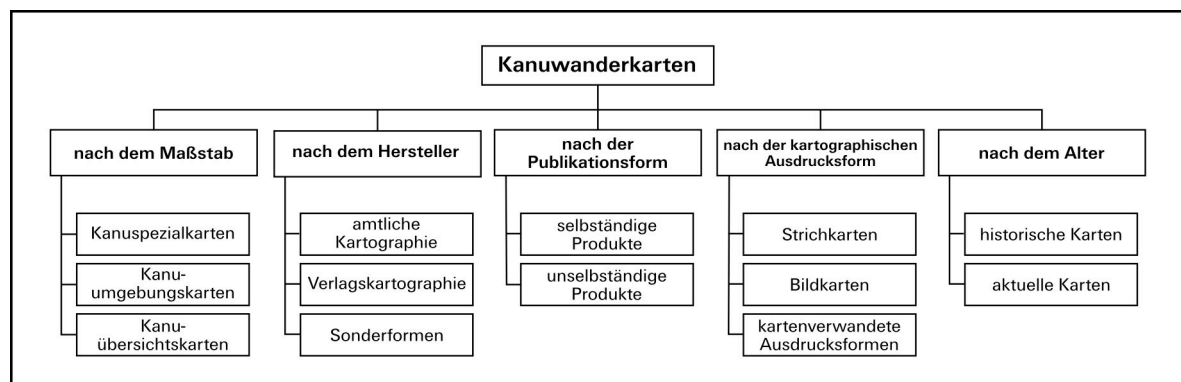 Kanuwanderkarten
nach dem Maßstab
Kanuspezialkarten
Kanu-
umgebungskarten
Kanu-
übersichtskarten
nach dem Hersteller
amtliche
Kartographie
Verlagskartographie
Sonderformen
nach der
Publikationsform
selbständige
Produkte
unselbständige
Produkte
nach der kartographischen
Ausdrucksform
Strichkarten
Bildkarten
kartenverwandete
Ausdrucksformen
nach dem Alter
historische Karten
aktuelle Karten